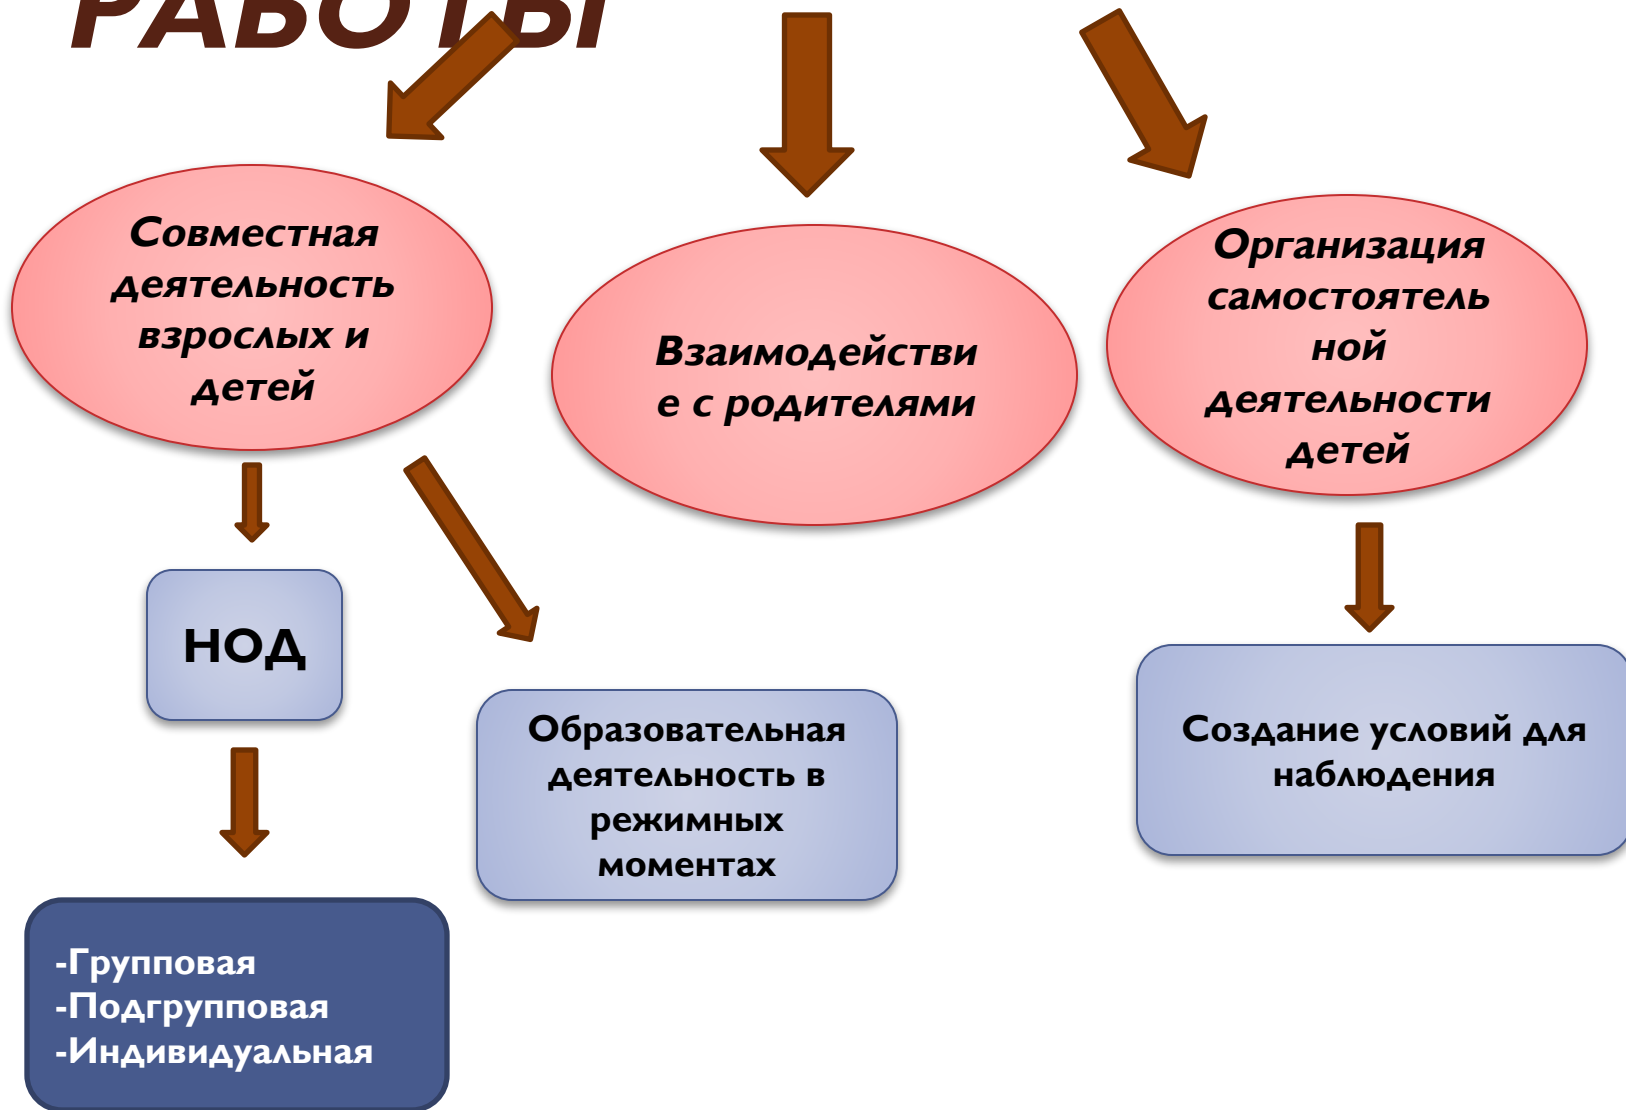 РАБОТЫ
Совместная
деятельность
взрослых и
детей
Взаимодействи
е с родителями
Организация
самостоятель
ной
деятельности
детей
НОД
Образовательная
деятельность в
режимных
моментах
Создание условий для
наблюдения
-Групповая
-Подгрупповая
-Индивидуальная